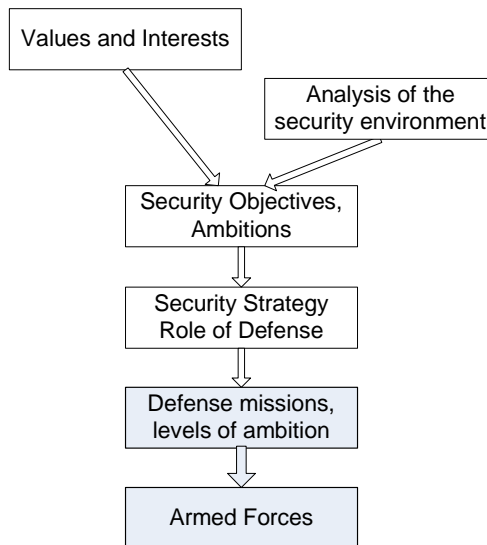 Values and Interests
Analysis of the
security environment
Security Objectives,
Ambitions
Security Strategy
Role of Defense
Defense missions,
levels of ambition
Armed Forces